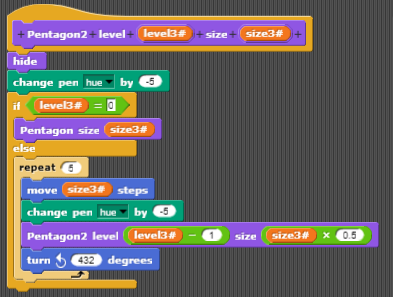 + Pentagon2 + level + level3# + size + size3# +
hide
change pen hue by -5
if level3# = 0
Pentagon size size3#
else
repeat 5
move size3# steps
change pen hue by -5
Pentagon2 level level3# - 1 size size3# × 0.5
turn 432 degrees